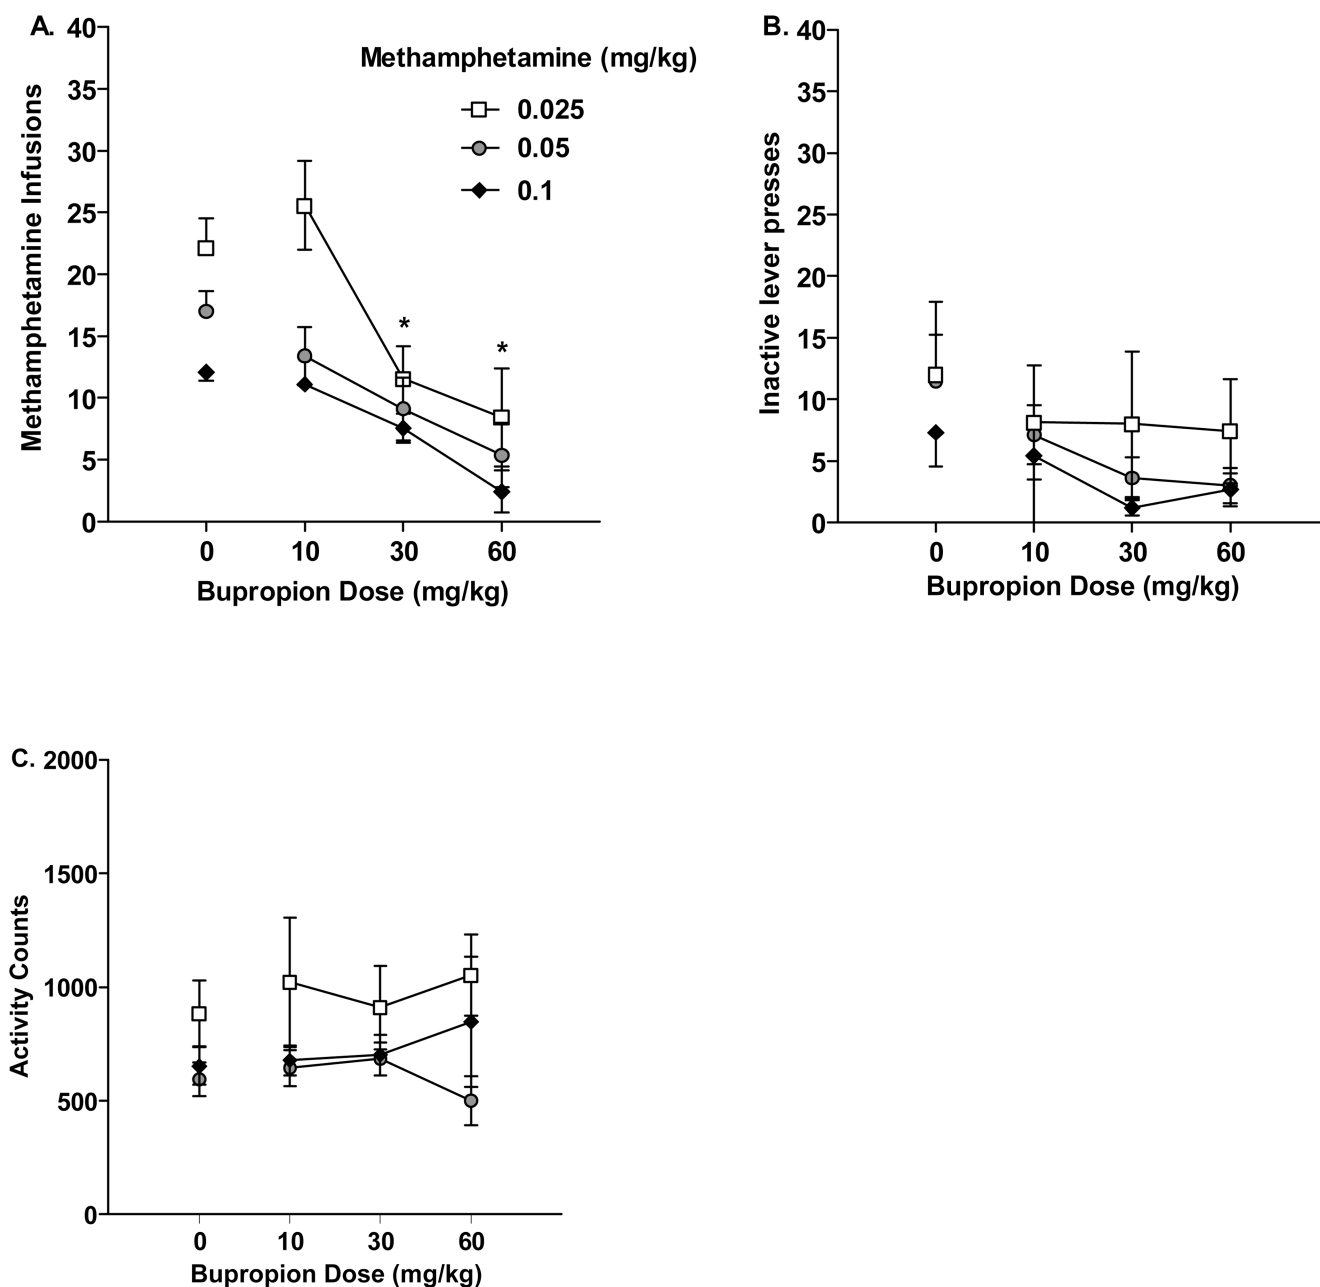 A.
40
35
30
25
20
15
10
5
0
Methamphetamine Infusions
Methamphetamine (mg/kg)
0.025
0.05
0.1
*
*
0 10 30 60
Bupropion Dose (mg/kg)
B.
40
35
30
25
20
15
10
5
0
Inactive lever presses
0 10 30 60
Bupropion Dose (mg/kg)
C.
2000
1500
1000
500
0
Activity Counts
0 10 30 60
Bupropion Dose (mg/kg)